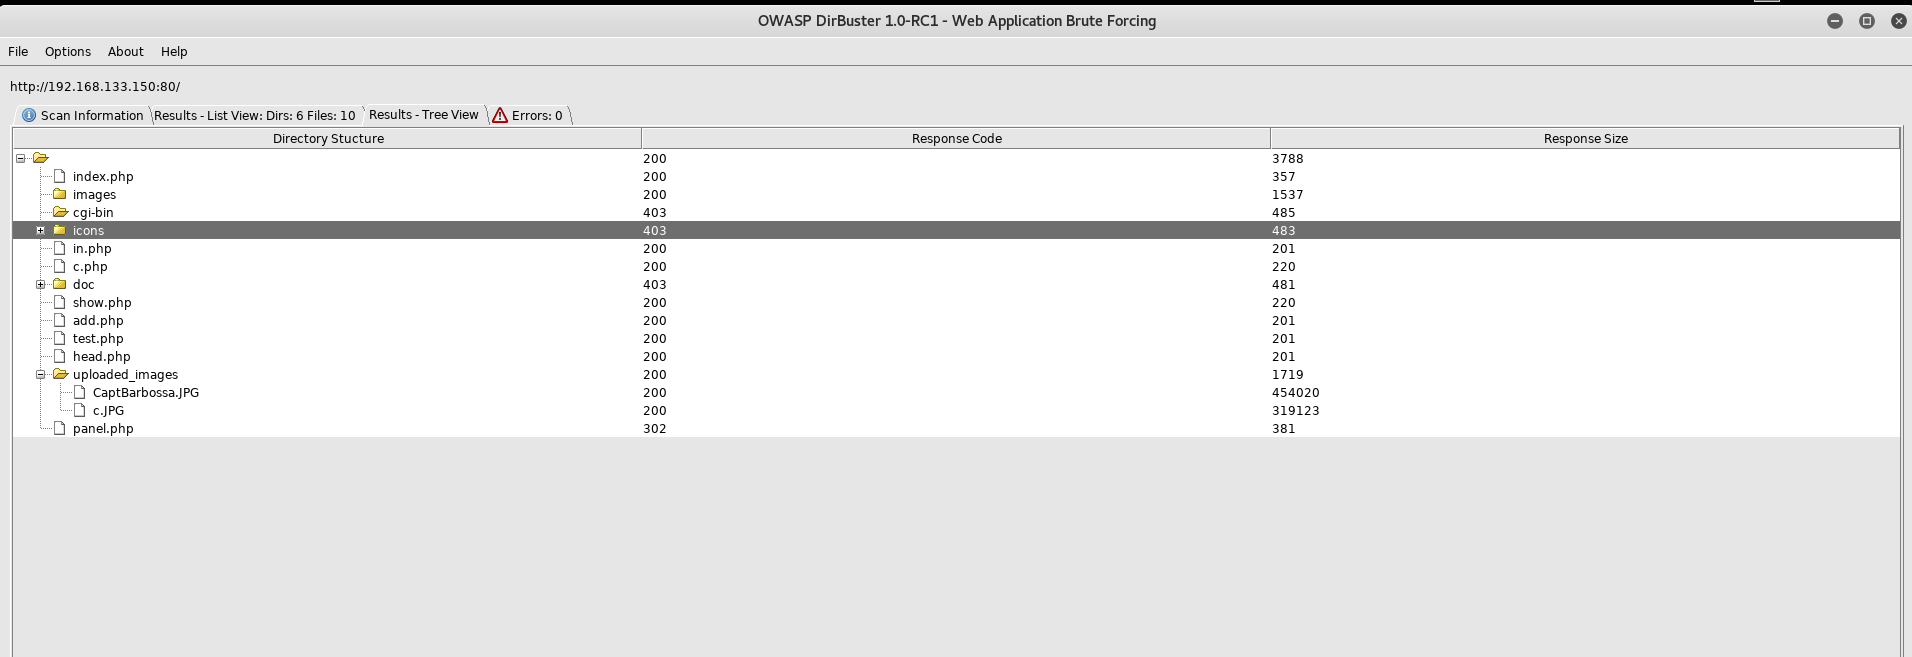 OWASP DirBuster 1.0-RC1 - Web Application Brute Forcing
File Options About Help
http://192.168.133.150:80/
Scan Information Results - List View: Dirs: 6 Files: 10 Results - Tree View Errors: 0
Directory Stucture Response Code Response Size
200 3788
index.php 200 357
images 200 1537
cgi-bin 403 485
icons 403 483
in.php 200 201
c.php 200 220
doc 403 481
show.php 200 220
add.php 200 201
test.php 200 201
head.php 200 201
uploaded_images 200 1719
CaptBarbossa.JPG 200 454020
c.JPG 200 319123
panel.php 302 381